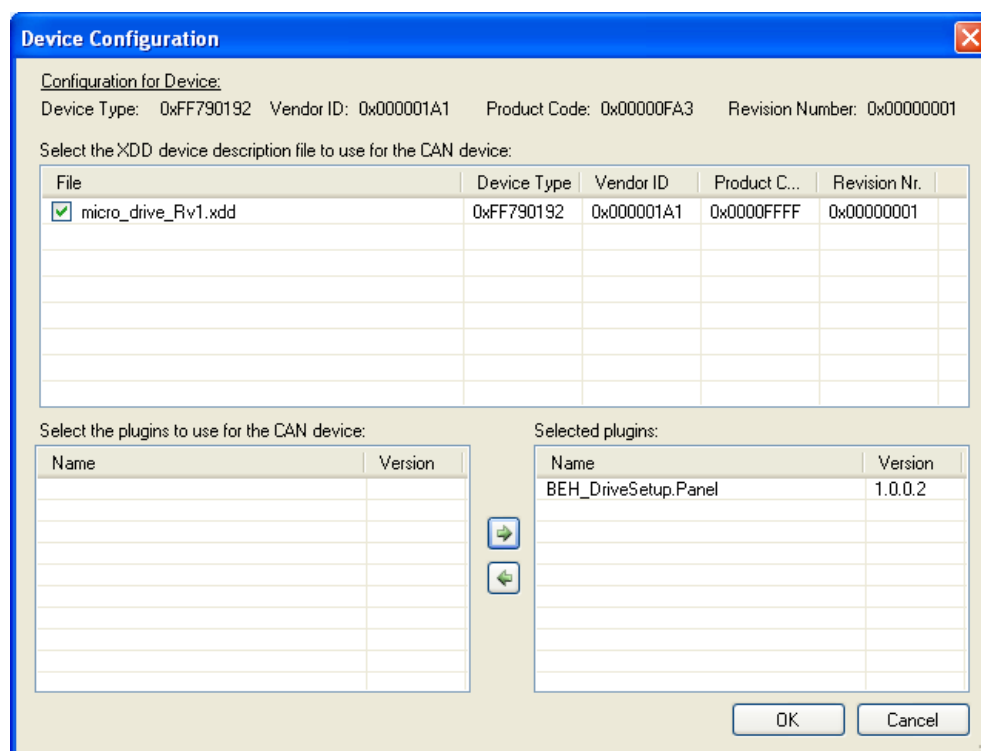 Device Configuration
Configuration for Device:
Device Type: 0xFF790192 Vendor ID: 0x000001A1 Product Code: 0x00000FA3 Revision Number: 0x00000001
Select the XDD device description file to use for the CAN device:
File Device Type Vendor ID Product C... Revision Nr.
micro_drive_Rv1.xdd 0xFF790192 0x000001A1 0x0000FFFF 0x00000001
Select the plugins to use for the CAN device: Selected plugins:
Name Version Name Version
BEH_DriveSetup.Panel 1.0.0.2
OK Cancel